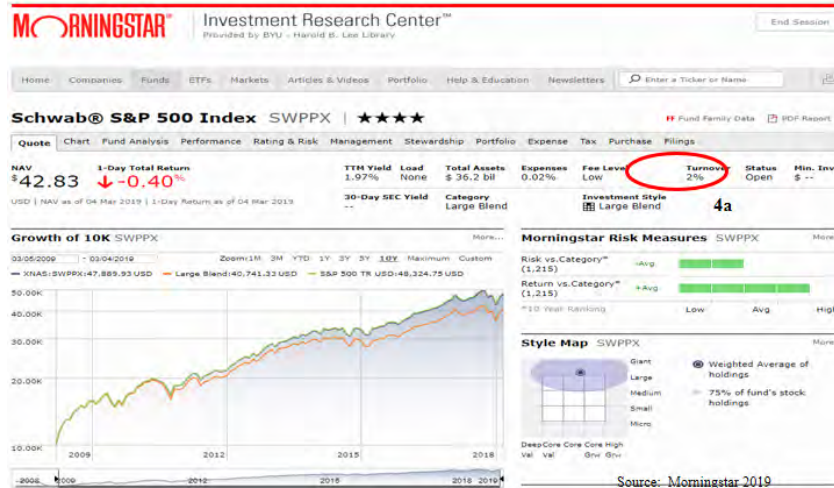 MORNINGSTAR® Investment Research Center™
Provided by BYU - Harold B. Lee Library
End Session
Home Companies Funds ETFs Markets Articles & Videos Portfolio Help & Education Newsletters Enter a Ticker or Name
Schwab® S&P 500 Index SWPPX | ★★★★
Fund Family Data PDF Report
Quote Chart Fund Analysis Performance Rating & Risk Management Stewardship Portfolio Expense Tax Purchase Filings
NAV 1-Day Total Return TTM Yield Load Total Assets Expenses Fee Level Turnover Status Min. Inv
$42.83 -0.40% 1.97% None $ 36.2 bil 0.02% Low 2% Open $ --
30-Day SEC Yield Category Investment Style
USD | NAV as of 04 Mar 2019 | 1-Day Return as of 04 Mar 2019 -- Large Blend Large Blend
4a
Growth of 10K SWPPX More...
03/05/2009 - 03/04/2019 Zoom:1M 3M YTD 1Y 3Y 5Y 10Y Maximum Custom
XNAS:SWPPX:47,889.93 USD Large Blend:40,741.33 USD S&P 500 TR USD:48,324.75 USD
50.00K
40.00K
30.00K
20.00K
10.00K
2009 2012 2015 2018
2008 2009 2012 2015 2018 2019
Morningstar Risk Measures SWPPX More
Risk vs.Category* -Avg
(1,215)
Return vs.Category* +Avg
(1,215)
*10 Year Ranking Low Avg High
Style Map SWPPX More
Giant
Large
Medium
Small
Micro
Weighted Average of
holdings
75% of fund's stock
holdings
Deep Core Core Core High
Val Val Grw Grw
Source: Morningstar 2019